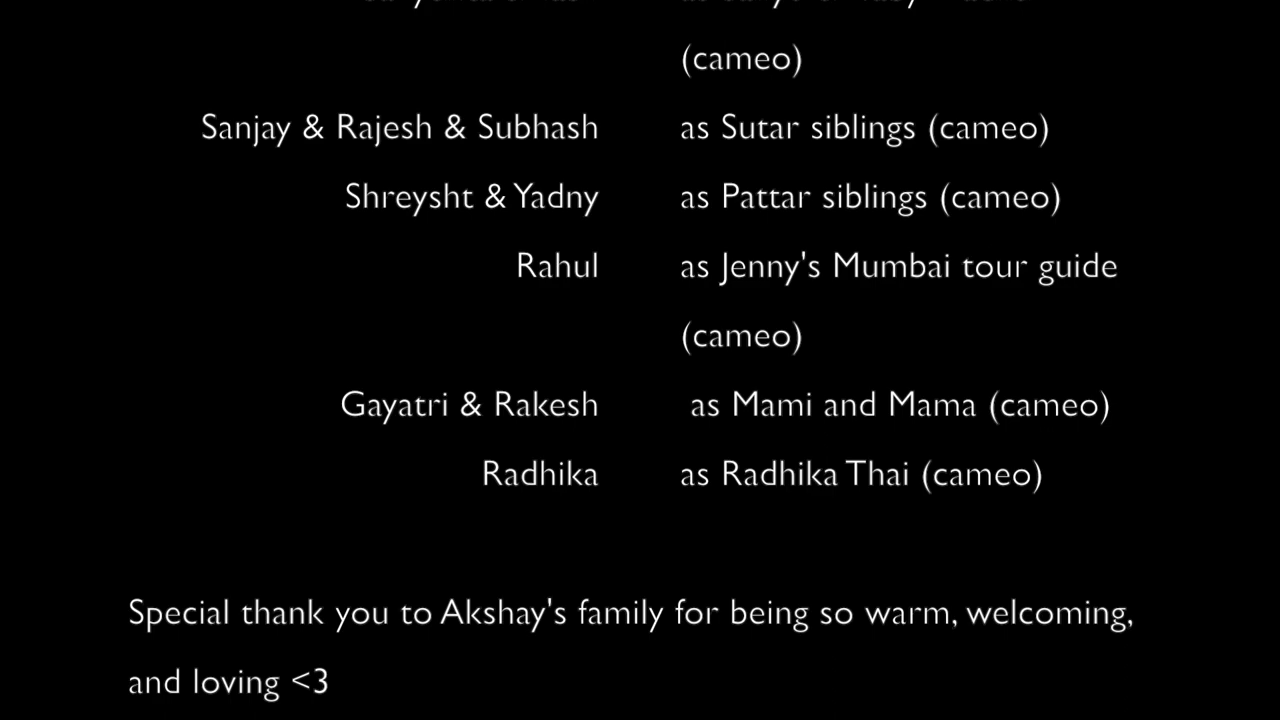 (cameo)
Sanjay & Rajesh & Subhash as Sutar siblings (cameo)
Shreysht & Yadny as Pattar siblings (cameo)
Rahul as Jenny's Mumbai tour guide
(cameo)
Gayatri & Rakesh as Mami and Mama (cameo)
Radhika as Radhika Thai (cameo)
Special thank you to Akshay's family for being so warm, welcoming,
and loving <3